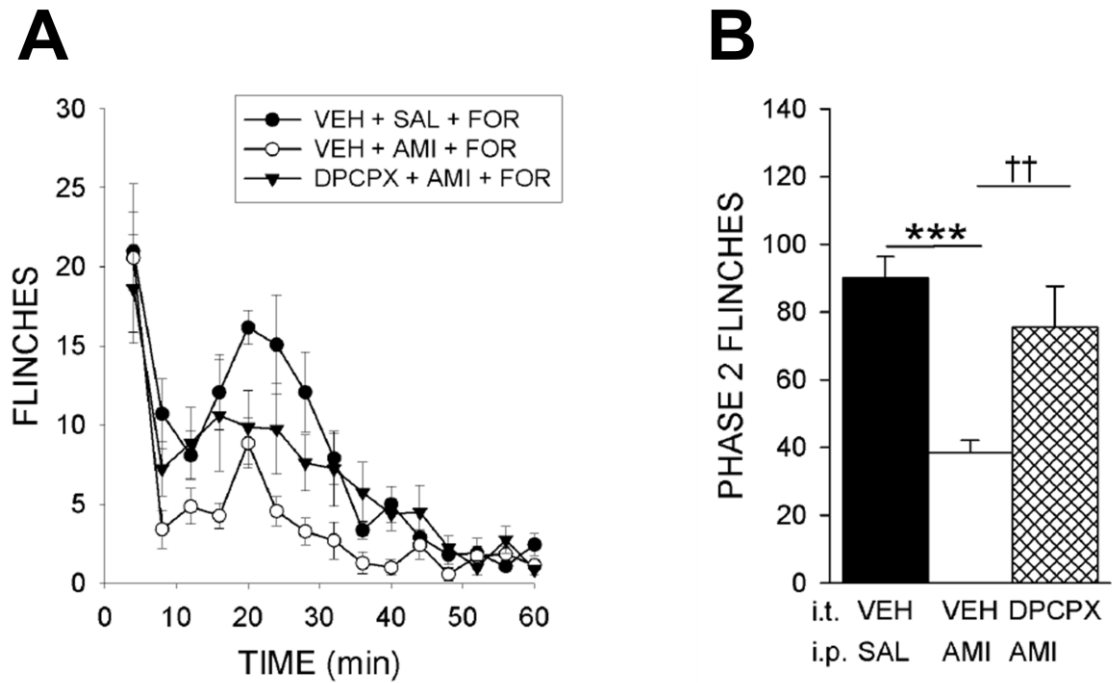 A
30
25
20
15
10
5
0
FLINCHES
VEH + SAL + FOR
VEH + AMI + FOR
DPCPX + AMI + FOR
0 10 20 30 40 50 60
TIME (min)
B
140
120
100
80
60
40
20
0
PHASE 2 FLINCHES
***
††
i.t. VEH VEH DPCPX
i.p. SAL AMI AMI